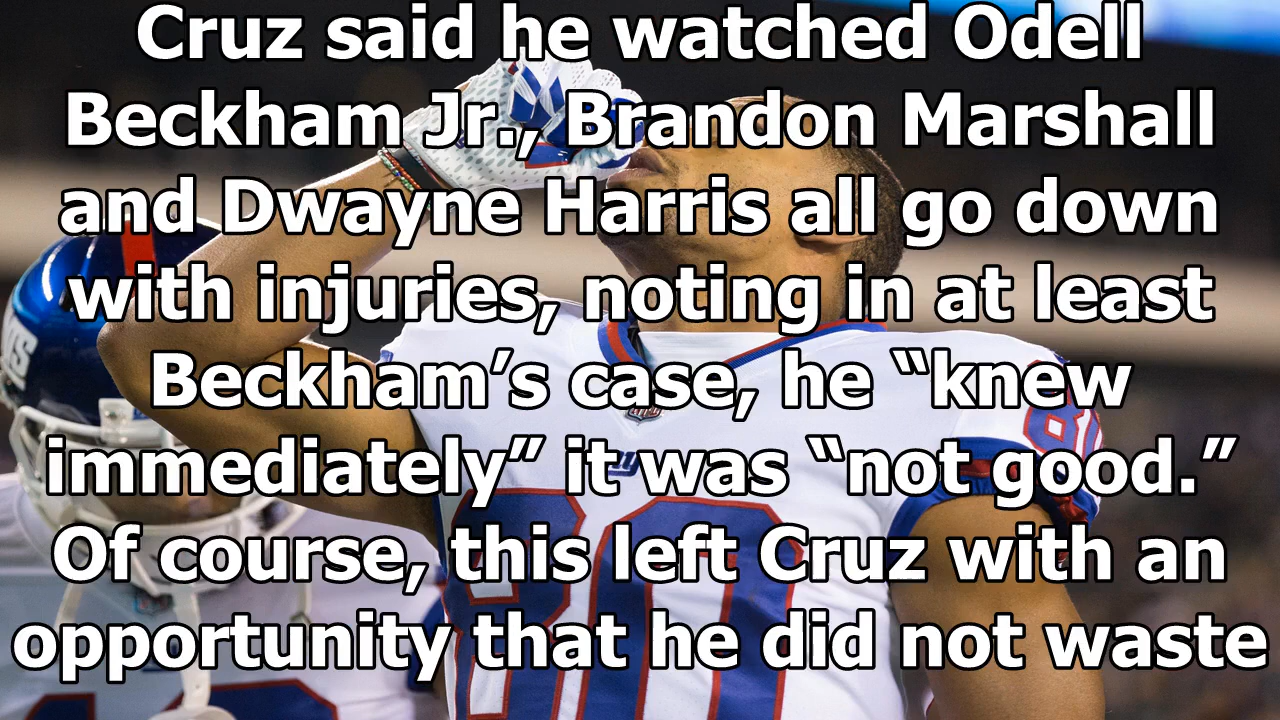 Cruz said he watched Odell
Beckham Jr., Brandon Marshall
and Dwayne Harris all go down
with injuries, noting in at least
Beckham’s case, he “knew
immediately” it was “not good.”
Of course, this left Cruz with an
opportunity that he did not waste
80
80